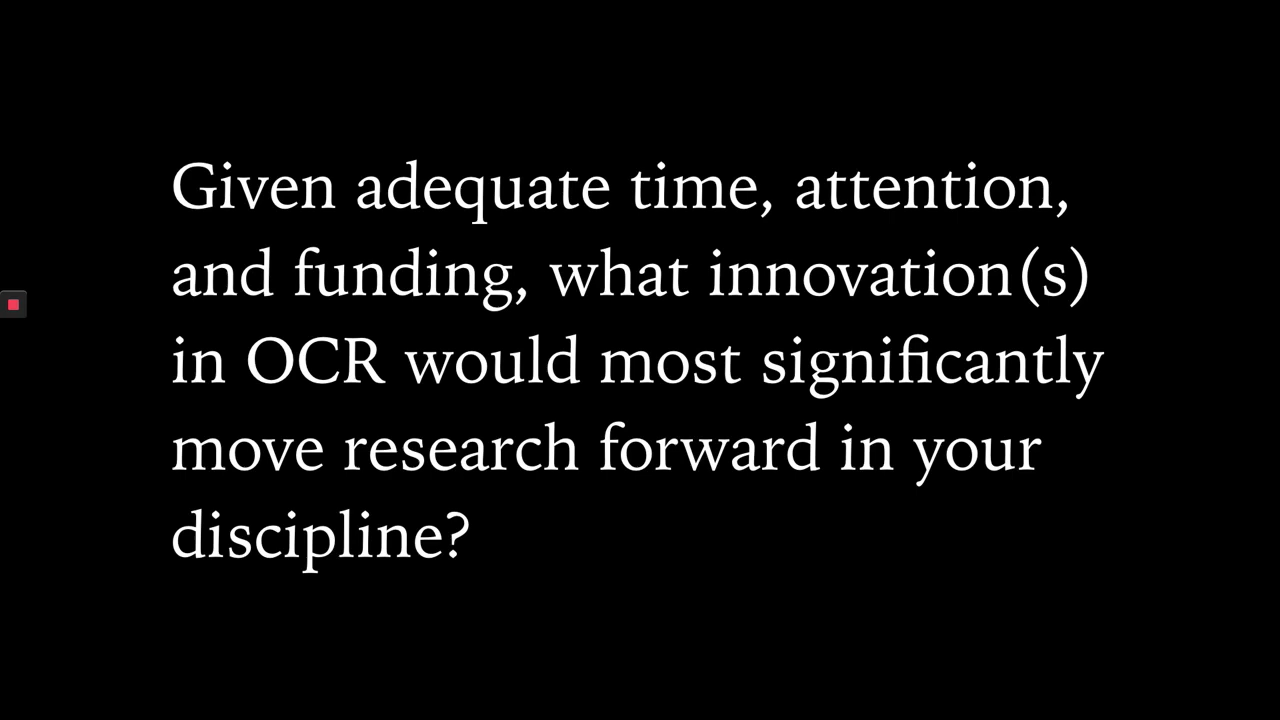 Given adequate time, attention,
and funding, what innovation(s)
in OCR would most significantly
move research forward in your
discipline?